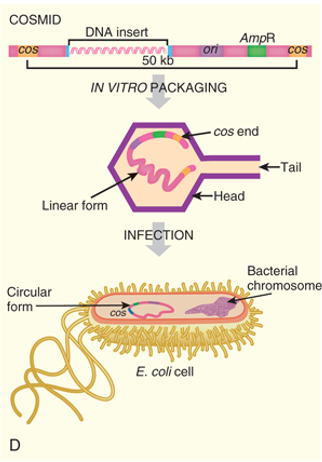 COSMID
DNA insert
cos
ori
AmpR
cos
50 kb
IN VITRO PACKAGING
cos end
Tail
Linear form
Head
INFECTION
Bacterial
chromosome
Circular
form
cos
E. coli cell
D